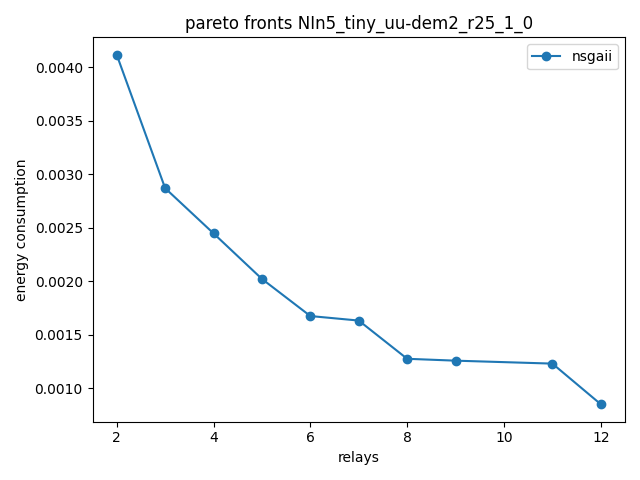 pareto fronts NIn5_tiny_uu-dem2_r25_1_0
nsgaii
energy consumption
0.0040
0.0035
0.0030
0.0025
0.0020
0.0015
0.0010
2 4 6 8 10 12
relays